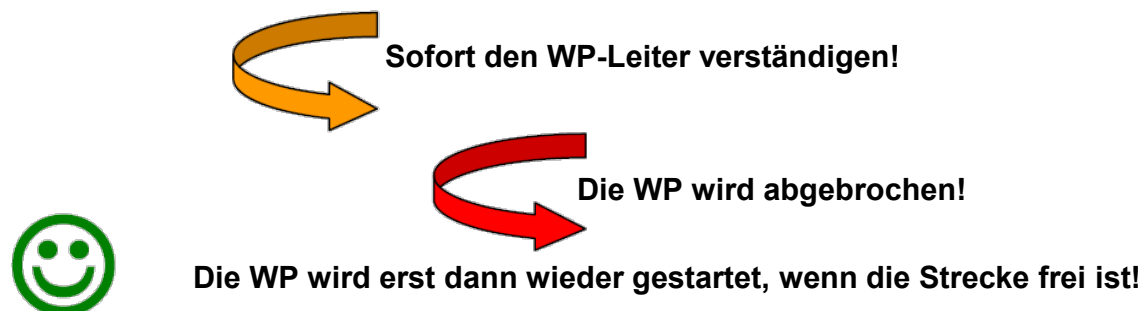 Sofort den WP-Leiter verständigen!
Die WP wird abgebrochen!
Die WP wird erst dann wieder gestartet, wenn die Strecke frei ist!